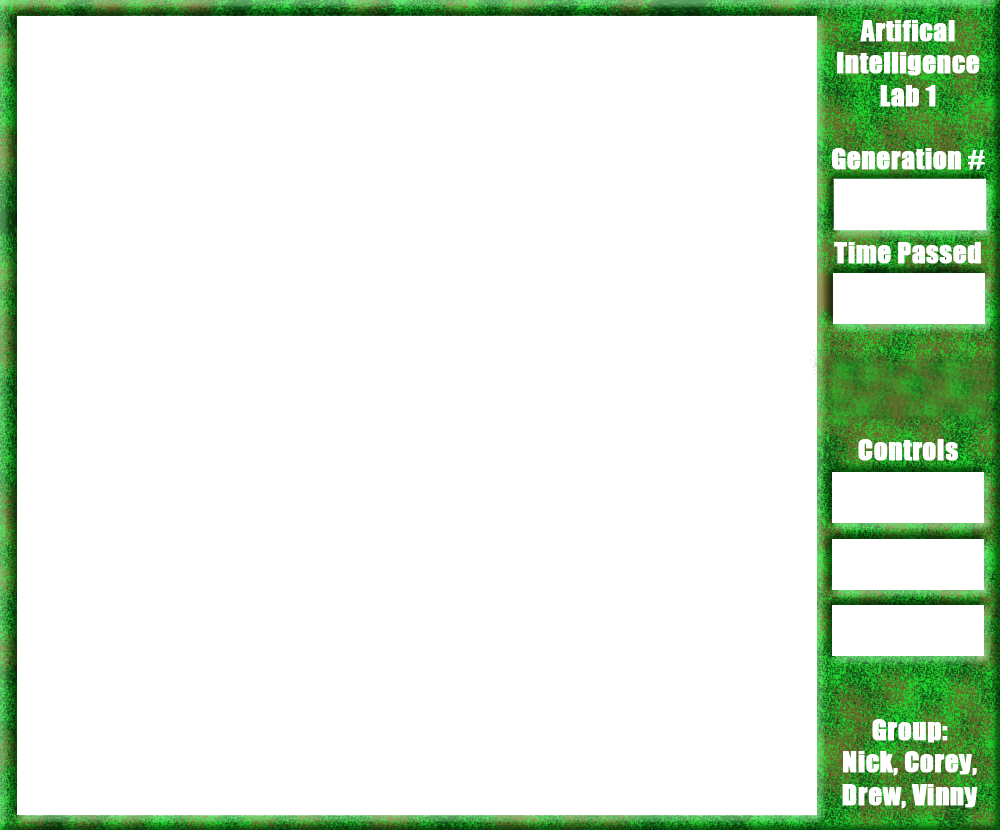 Artifical
Intelligence
Lab 1
Generation #
Time Passed
Controls
Group:
Nick, Corey,
Drew, Vinny